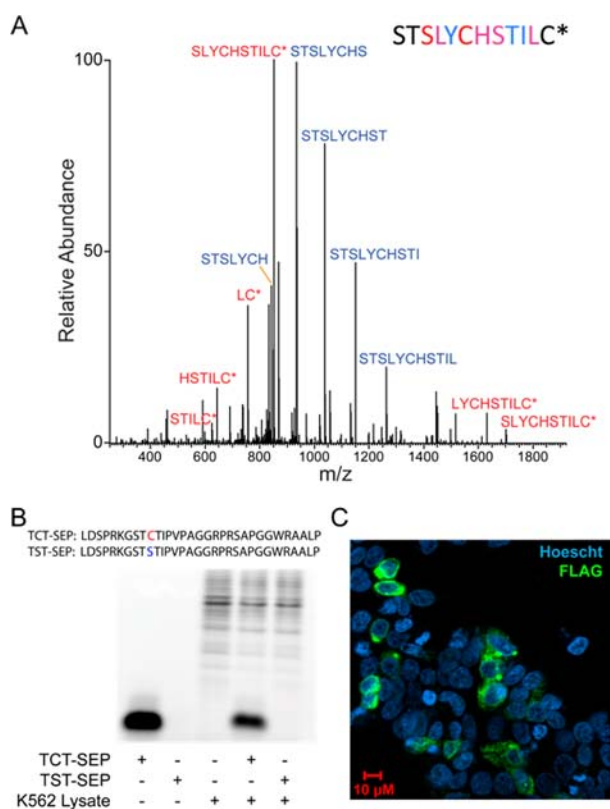 A
STSLYCHSTILC*
SLYCHSTILC* STSLYCHS
100
STSLYCHST
Relative Abundance
STSLYCHSTI
STSLYCH
50
LC*
STSLYCHSTIL
HSTILC*
LYCHSTILC*
STILC*
SLYCHSTILC*
0
400 600 800 1000 1200 1400 1600 1800
m/z
B
TCT-SEP: LDSPRKGSTCTIPVPAGGRPRSAPGGWRAALP
TST-SEP: LDSPRKGSTSTIPVPAGGRPRSAPGGWRAALP
TCT-SEP + - - + -
TST-SEP - + - - +
K562 Lysate - - + + +
C
Hoescht
FLAG
10 µM